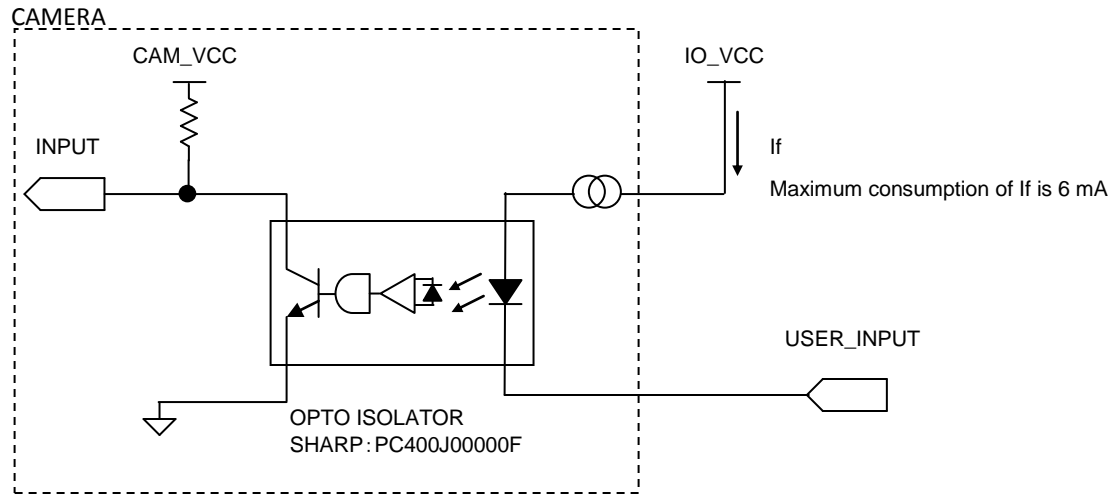 CAMERA
CAM_VCC
IO_VCC
INPUT
If
Maximum consumption of If is 6 mA
USER_INPUT
OPTO ISOLATOR
SHARP：PC400J00000F